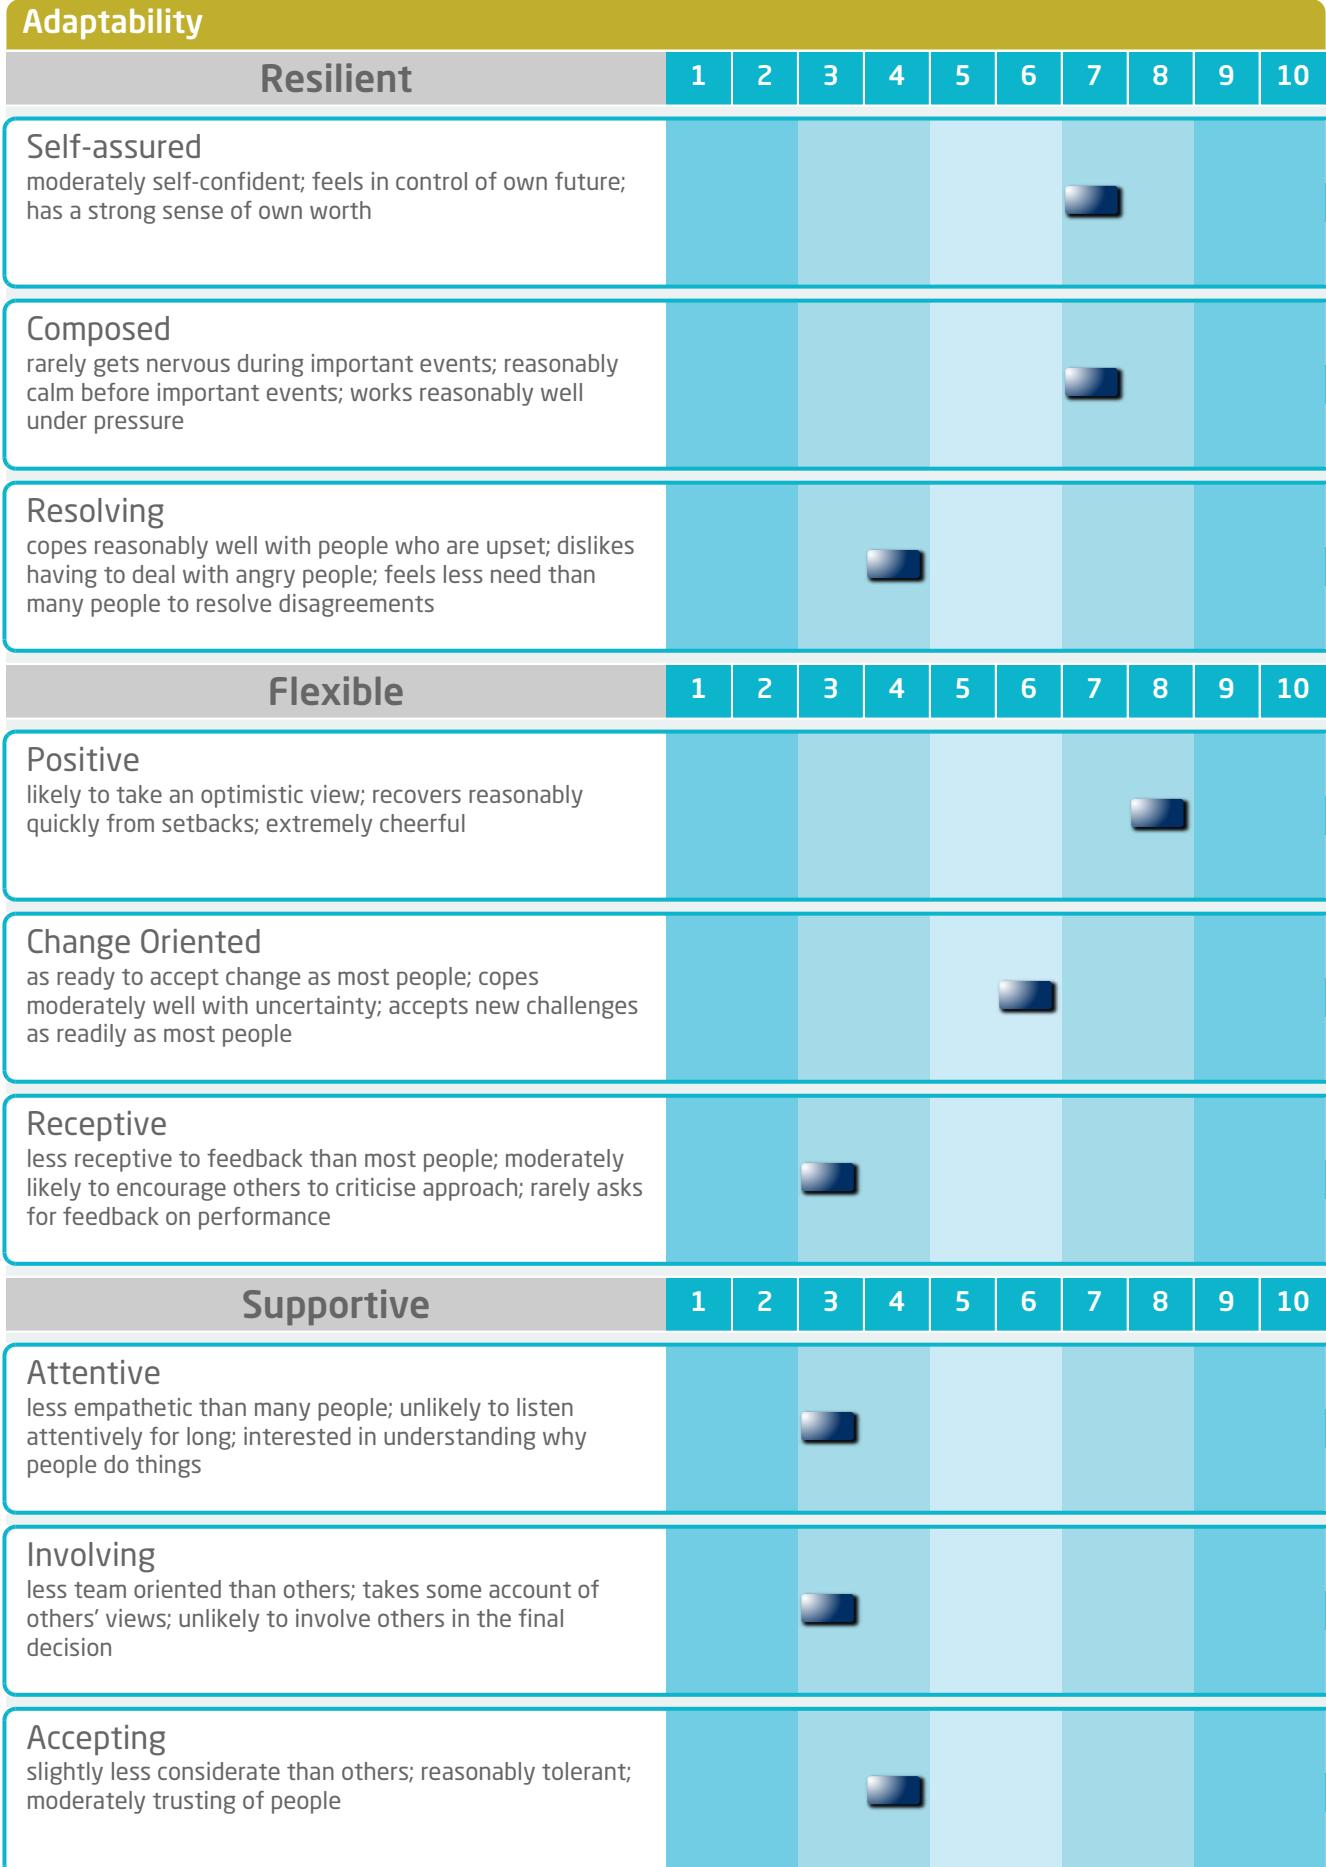 Adaptability
Resilient 1 2 3 4 5 6 7 8 9 10
Self-assured
moderately self-confident; feels in control of own future;
has a strong sense of own worth
Composed
rarely gets nervous during important events; reasonably
calm before important events; works reasonably well
under pressure
Resolving
copes reasonably well with people who are upset; dislikes
having to deal with angry people; feels less need than
many people to resolve disagreements
Flexible 1 2 3 4 5 6 7 8 9 10
Positive
likely to take an optimistic view; recovers reasonably
quickly from setbacks; extremely cheerful
Change Oriented
as ready to accept change as most people; copes
moderately well with uncertainty; accepts new challenges
as readily as most people
Receptive
less receptive to feedback than most people; moderately
likely to encourage others to criticise approach; rarely asks
for feedback on performance
Supportive 1 2 3 4 5 6 7 8 9 10
Attentive
less empathetic than many people; unlikely to listen
attentively for long; interested in understanding why
people do things
Involving
less team oriented than others; takes some account of
others’ views; unlikely to involve others in the final
decision
Accepting
slightly less considerate than others; reasonably tolerant;
moderately trusting of people